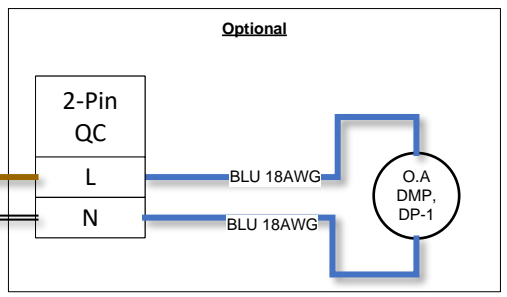 Optional
2-Pin
QC
L
N
BLU 18AWG
BLU 18AWG
O.A
DMP,
DP-1